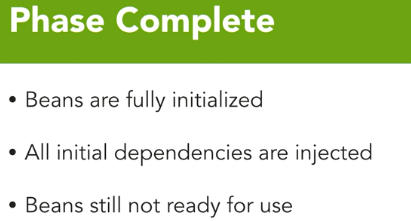 Phase Complete
• Beans are fully initialized
• All initial dependencies are injected
• Beans still not ready for use